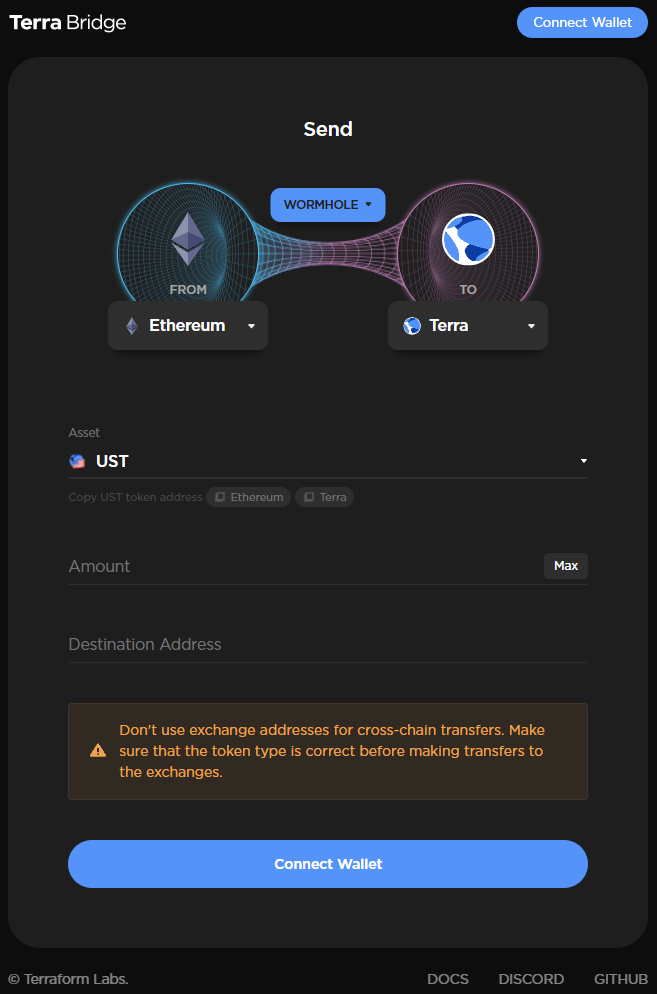 Terra Bridge
Connect Wallet
Send
WORMHOLE
FROM
TO
Ethereum
Terra
Asset
UST
Copy UST token address Ethereum Terra
Amount
Max
Destination Address
Don't use exchange addresses for cross-chain transfers. Make
sure that the token type is correct before making transfers to
the exchanges.
Connect Wallet
© Terraform Labs.
DOCS
DISCORD
GITHUB